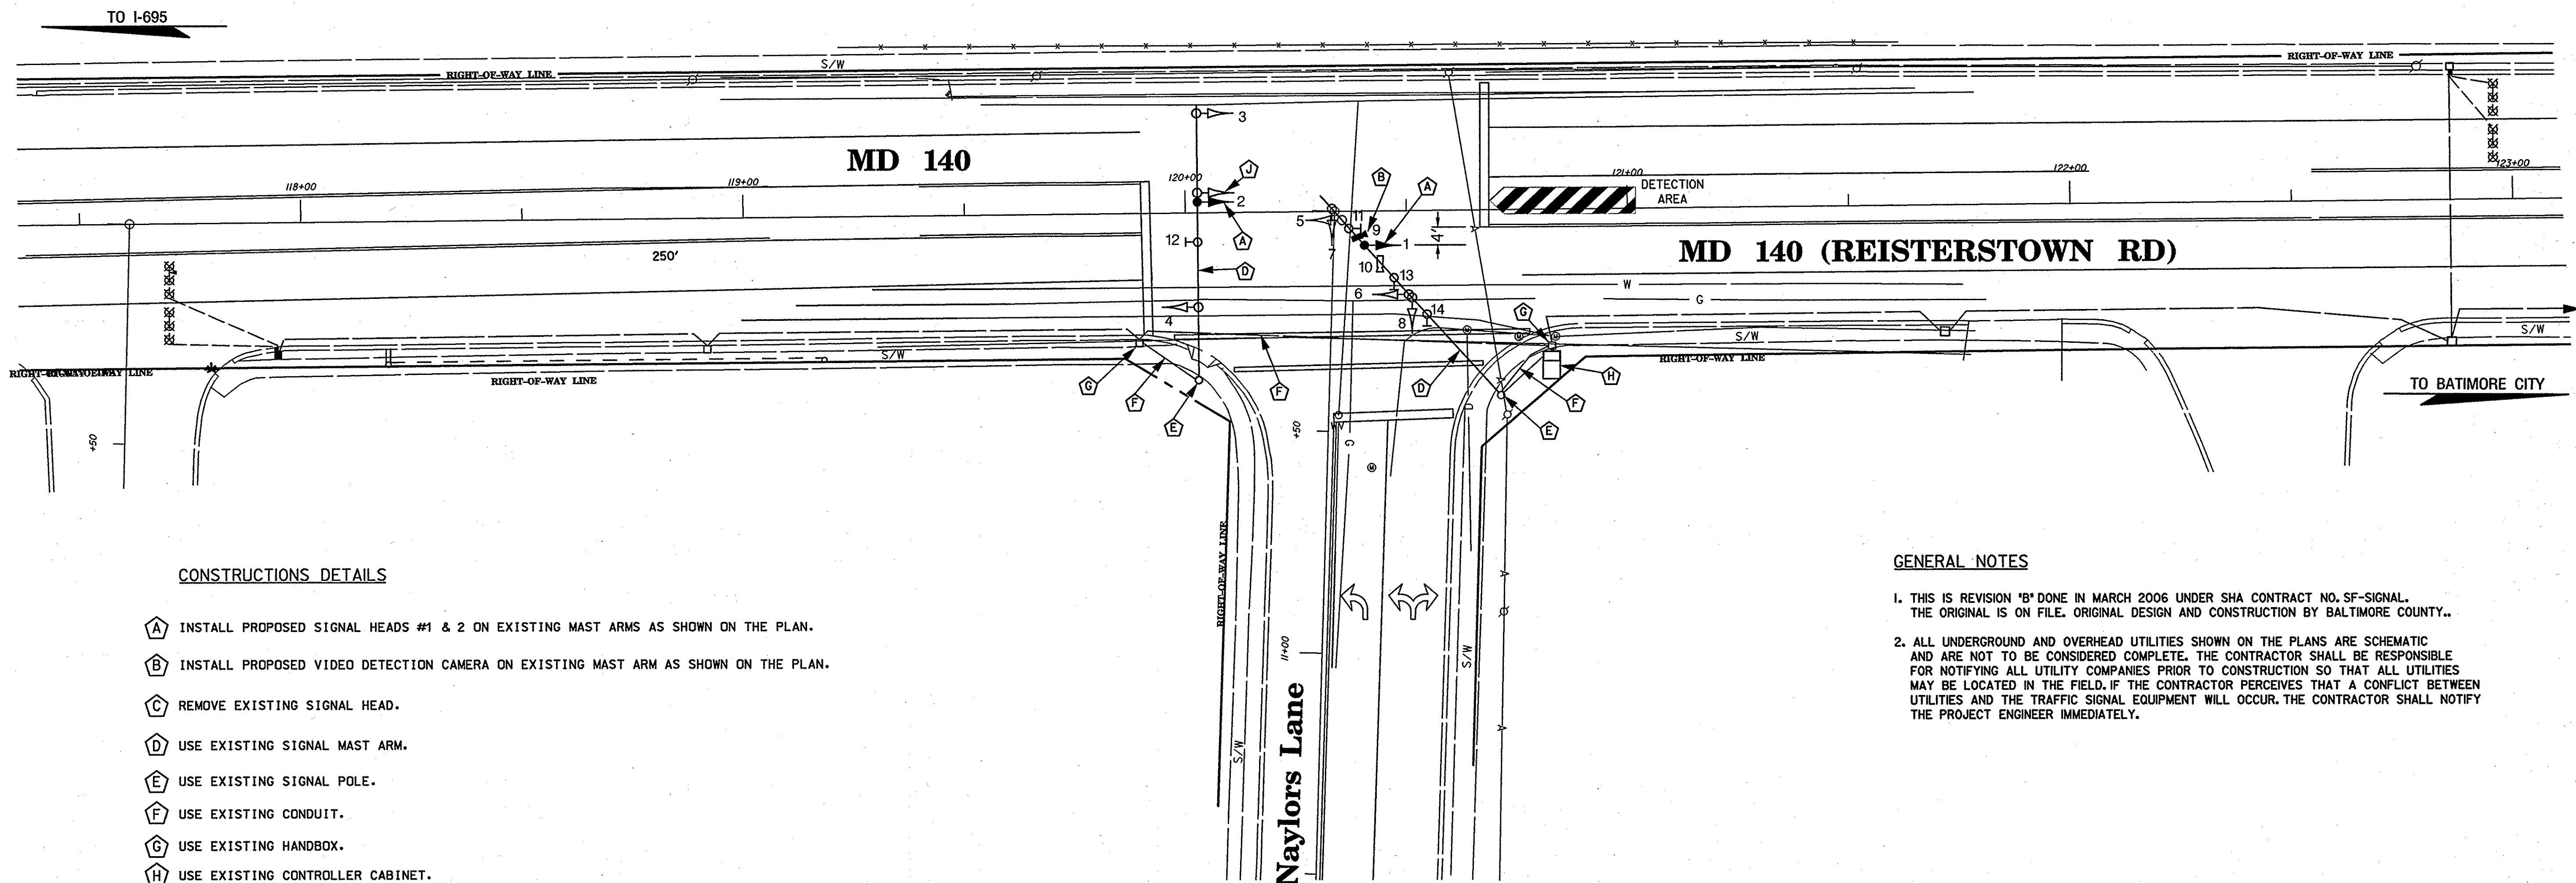 TO I-695
S/W
RIGHT-OF-WAY LINE
RIGHT-OF-WAY LINE
3
MD 140
118+00
119+00
120+00
J
2
A
B
A
121+00
122+00
123+00
DETECTION
AREA
5
11
9
1
4'
7
12
10
13
D
250'
MD 140 (REISTERSTOWN RD)
W
G
6
14
8
4
G
S/W
S/W
S/W
RIGHT-OF-WAY LINE
RIGHT-OF-WAY LINE
RIGHT-OF-WAY LINE
G
F
E
F
D
F
H
E
TO BATIMORE CITY
+50
+50
G
A
RIGHT-OF-WAY LINE
11+00
S/W
S/W
A
A
Naylors Lane
CONSTRUCTIONS DETAILS
A INSTALL PROPOSED SIGNAL HEADS #1 & 2 ON EXISTING MAST ARMS AS SHOWN ON THE PLAN.
B INSTALL PROPOSED VIDEO DETECTION CAMERA ON EXISTING MAST ARM AS SHOWN ON THE PLAN.
C REMOVE EXISTING SIGNAL HEAD.
D USE EXISTING SIGNAL MAST ARM.
E USE EXISTING SIGNAL POLE.
F USE EXISTING CONDUIT.
G USE EXISTING HANDBOX.
H USE EXISTING CONTROLLER CABINET.
GENERAL NOTES
1. THIS IS REVISION "B" DONE IN MARCH 2006 UNDER SHA CONTRACT NO. SF-SIGNAL.
THE ORIGINAL IS ON FILE. ORIGINAL DESIGN AND CONSTRUCTION BY BALTIMORE COUNTY..
2. ALL UNDERGROUND AND OVERHEAD UTILITIES SHOWN ON THE PLANS ARE SCHEMATIC
AND ARE NOT TO BE CONSIDERED COMPLETE. THE CONTRACTOR SHALL BE RESPONSIBLE
FOR NOTIFYING ALL UTILITY COMPANIES PRIOR TO CONSTRUCTION SO THAT ALL UTILITIES
MAY BE LOCATED IN THE FIELD. IF THE CONTRACTOR PERCEIVES THAT A CONFLICT BETWEEN
UTILITIES AND THE TRAFFIC SIGNAL EQUIPMENT WILL OCCUR. THE CONTRACTOR SHALL NOTIFY
THE PROJECT ENGINEER IMMEDIATELY.